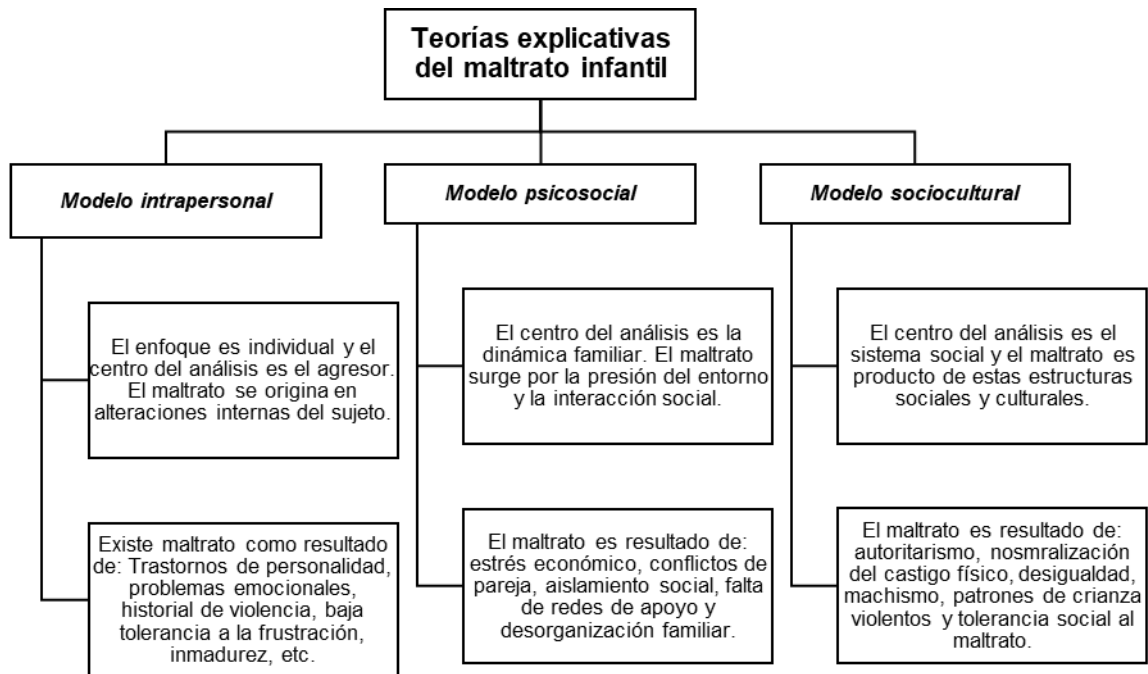 Teorías explicativas
del maltrato infantil
Modelo intrapersonal
El enfoque es individual y el
centro del análisis es el agresor.
El maltrato se origina en
alteraciones internas del sujeto.
Existe maltrato como resultado
de: Trastornos de personalidad,
problemas emocionales,
historial de violencia, baja
tolerancia a la frustración,
inmadurez, etc.
Modelo psicosocial
El centro del análisis es la
dinámica familiar. El maltrato
surge por la presión del entorno
y la interacción social.
El maltrato es resultado de:
estrés económico, conflictos de
pareja, aislamiento social, falta
de redes de apoyo y
desorganización familiar.
Modelo sociocultural
El centro del análisis es el
sistema social y el maltrato es
producto de estas estructuras
sociales y culturales.
El maltrato es resultado de:
autoritarismo, nosmralización
del castigo físico, desigualdad,
machismo, patrones de crianza
violentos y tolerancia social al
maltrato.